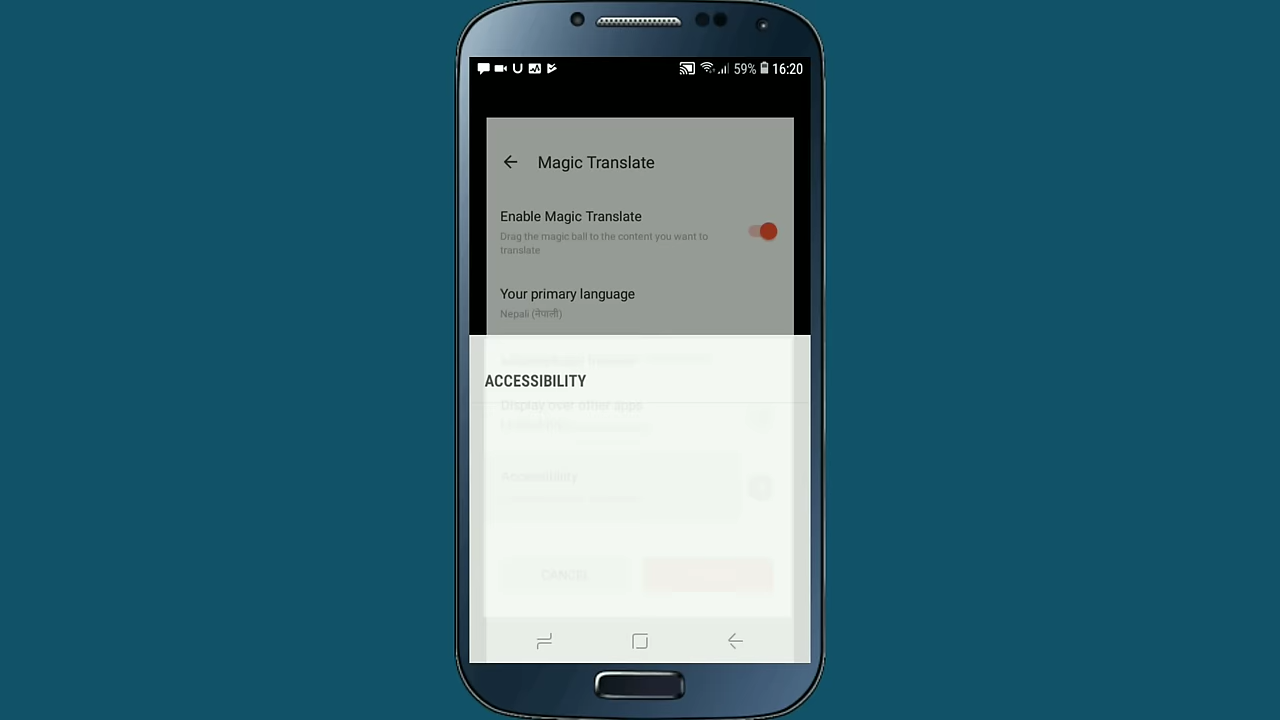 59% 16:20
Magic Translate
Enable Magic Translate
Drag the magic ball to the content you want to
translate
Your primary language
Nepali (नेपाली)
ACCESSIBILITY
Display over other apps
Accessibility
CANCEL